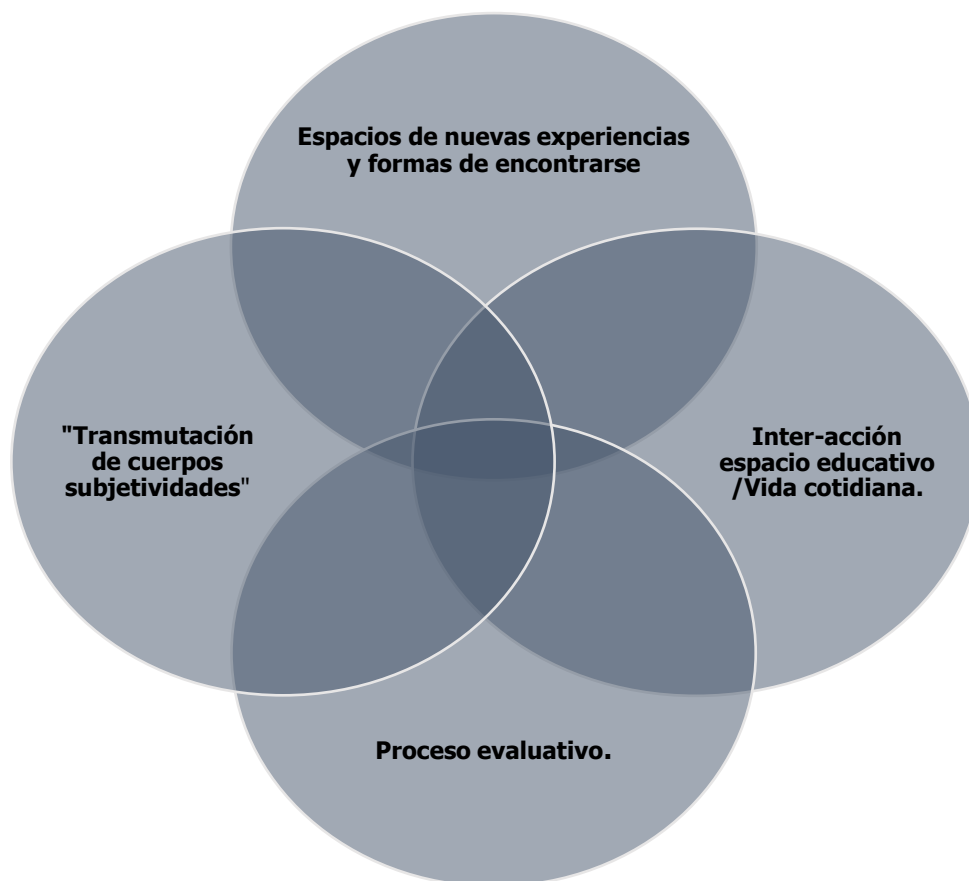 Espacios de nuevas experiencias
y formas de encontrarse
"Transmutación
de cuerpos
subjetividades"
Inter-acción
espacio educativo
/Vida cotidiana.
Proceso evaluativo.